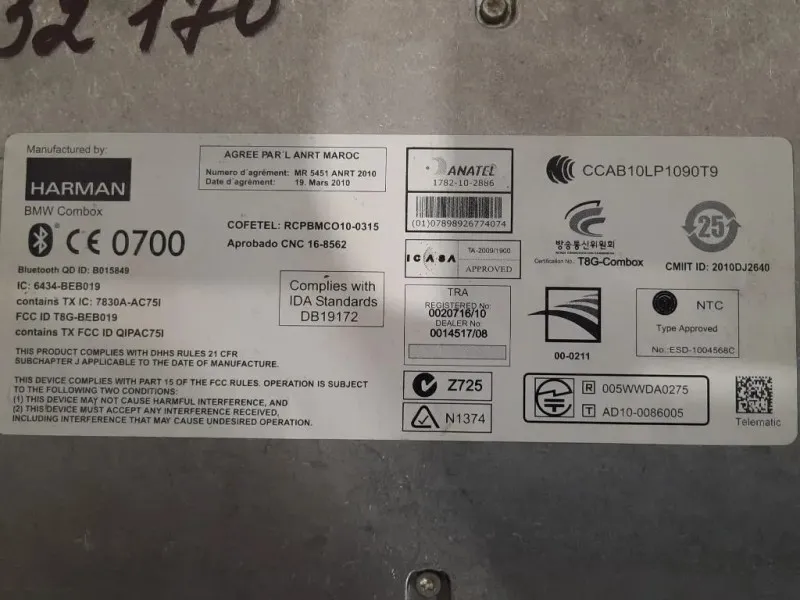 32 170
Manufactured by:
HARMAN
BMW Combox
CE 0700
Bluetooth QD ID: B015849
IC: 6434-BEB019
contains TX IC: 7830A-AC75I
FCC ID T8G-BEB019
contains TX FCC ID QIPAC75I
THIS PRODUCT COMPLIES WITH DHHS RULES 21 CFR
SUBCHAPTER J APPLICABLE TO THE DATE OF MANUFACTURE.
THIS DEVICE COMPLIES WITH PART 15 OF THE FCC RULES. OPERATION IS SUBJECT
TO THE FOLLOWING TWO CONDITIONS:
(1) THIS DEVICE MAY NOT CAUSE HARMFUL INTERFERENCE, AND
(2) THIS DEVICE MUST ACCEPT ANY INTERFERENCE RECEIVED,
INCLUDING INTERFERENCE THAT MAY CAUSE UNDESIRED OPERATION.
AGREE PAR'L ANRT MAROC
Numero d'agrément: MR 5451 ANRT 2010
Date d'agrément: 19. Mars 2010
COFETEL: RCPBMCO10-0315
Aprobado CNC 16-8562
Complies with
IDA Standards
DB19172
ANATEL
1782-10-2886
(01)07898926774074
ICASA
TA-2009/1900
APPROVED
TRA
REGISTERED No:
0020716/10
DEALER No:
0014517/08
Z725
N1374
CCAB10LP1090T9
방송통신위원회
Certification No. T8G-Combox
25
CMIIT ID: 2010DJ2640
00-0211
NTC
Type Approved
No.: ESD-1004568C
R 005WWDA0275
T AD10-0086005
Telematic